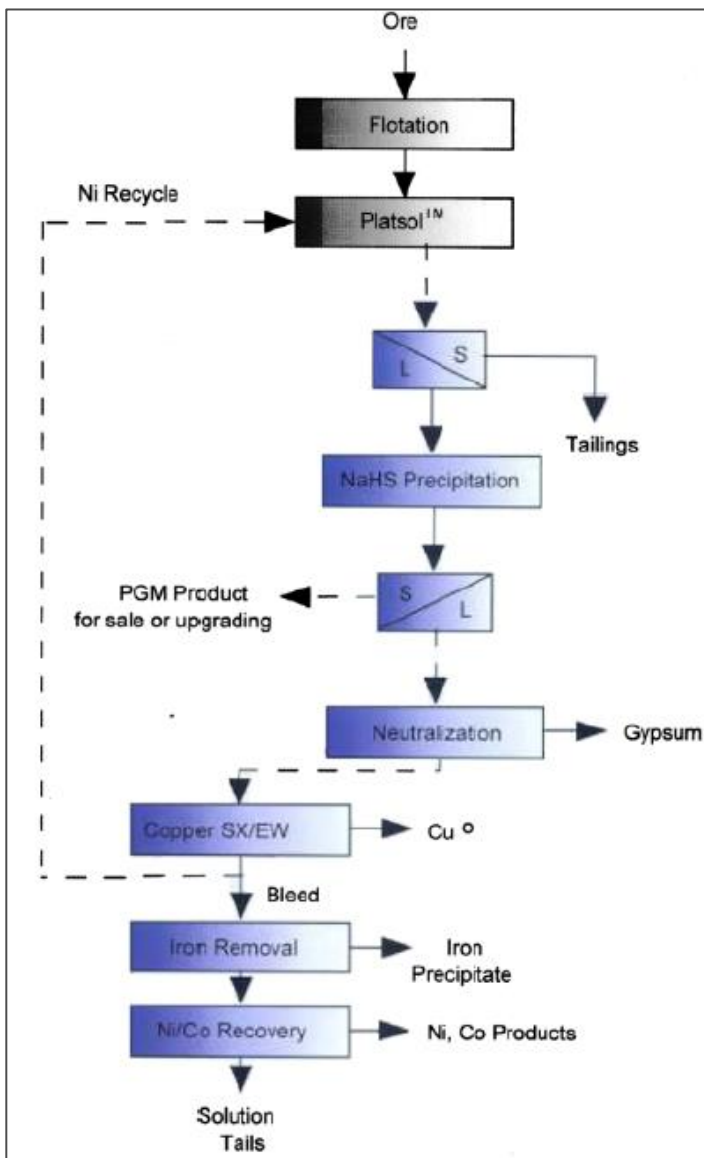 Ore
Flotation
Ni Recycle
Platsol™
L S
Tailings
NaHS Precipitation
PGM Product
for sale or upgrading
S L
Neutralization
Gypsum
Copper SX/EW
Cu °
Bleed
Iron Removal
Iron
Precipitate
Ni/Co Recovery
Ni, Co Products
Solution
Tails